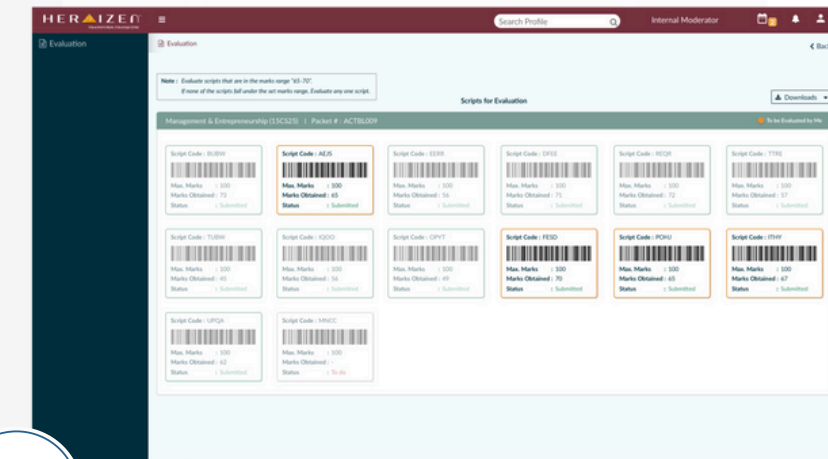 HERAIZEN
Search Profile
Internal Moderator
Evaluation
Evaluation
Back
Note : Evaluate scripts that are in the marks range "65-70".
If none of the scripts fall under the set marks range, Evaluate any one script.
Scripts for Evaluation
Downloads
Management & Entrepreneurship (15CS25) | Packet # : ACTBL009
To be Evaluated by Me
Script Code : BUBW
Max. Marks : 100
Marks Obtained : 73
Status : Submitted
Script Code : AEJS
Max. Marks : 100
Marks Obtained : 65
Status : Submitted
Script Code : EERR
Max. Marks : 100
Marks Obtained : 56
Status : Submitted
Script Code : DFEE
Max. Marks : 100
Marks Obtained : 75
Status : Submitted
Script Code : REQR
Max. Marks : 100
Marks Obtained : 72
Status : Submitted
Script Code : TTRE
Max. Marks : 100
Marks Obtained : 57
Status : Submitted
Script Code : TUBW
Max. Marks : 100
Marks Obtained : 45
Status : Submitted
Script Code : IQOO
Max. Marks : 100
Marks Obtained : 56
Status : Submitted
Script Code : OPYT
Max. Marks : 100
Marks Obtained : 49
Status : Submitted
Script Code : FESD
Max. Marks : 100
Marks Obtained : 70
Status : Submitted
Script Code : POHJ
Max. Marks : 100
Marks Obtained : 65
Status : Submitted
Script Code : ITHY
Max. Marks : 100
Marks Obtained : 67
Status : Submitted
Script Code : UPQA
Max. Marks : 100
Marks Obtained : 62
Status : Submitted
Script Code : MNCC
Max. Marks : 100
Marks Obtained : -
Status : To do